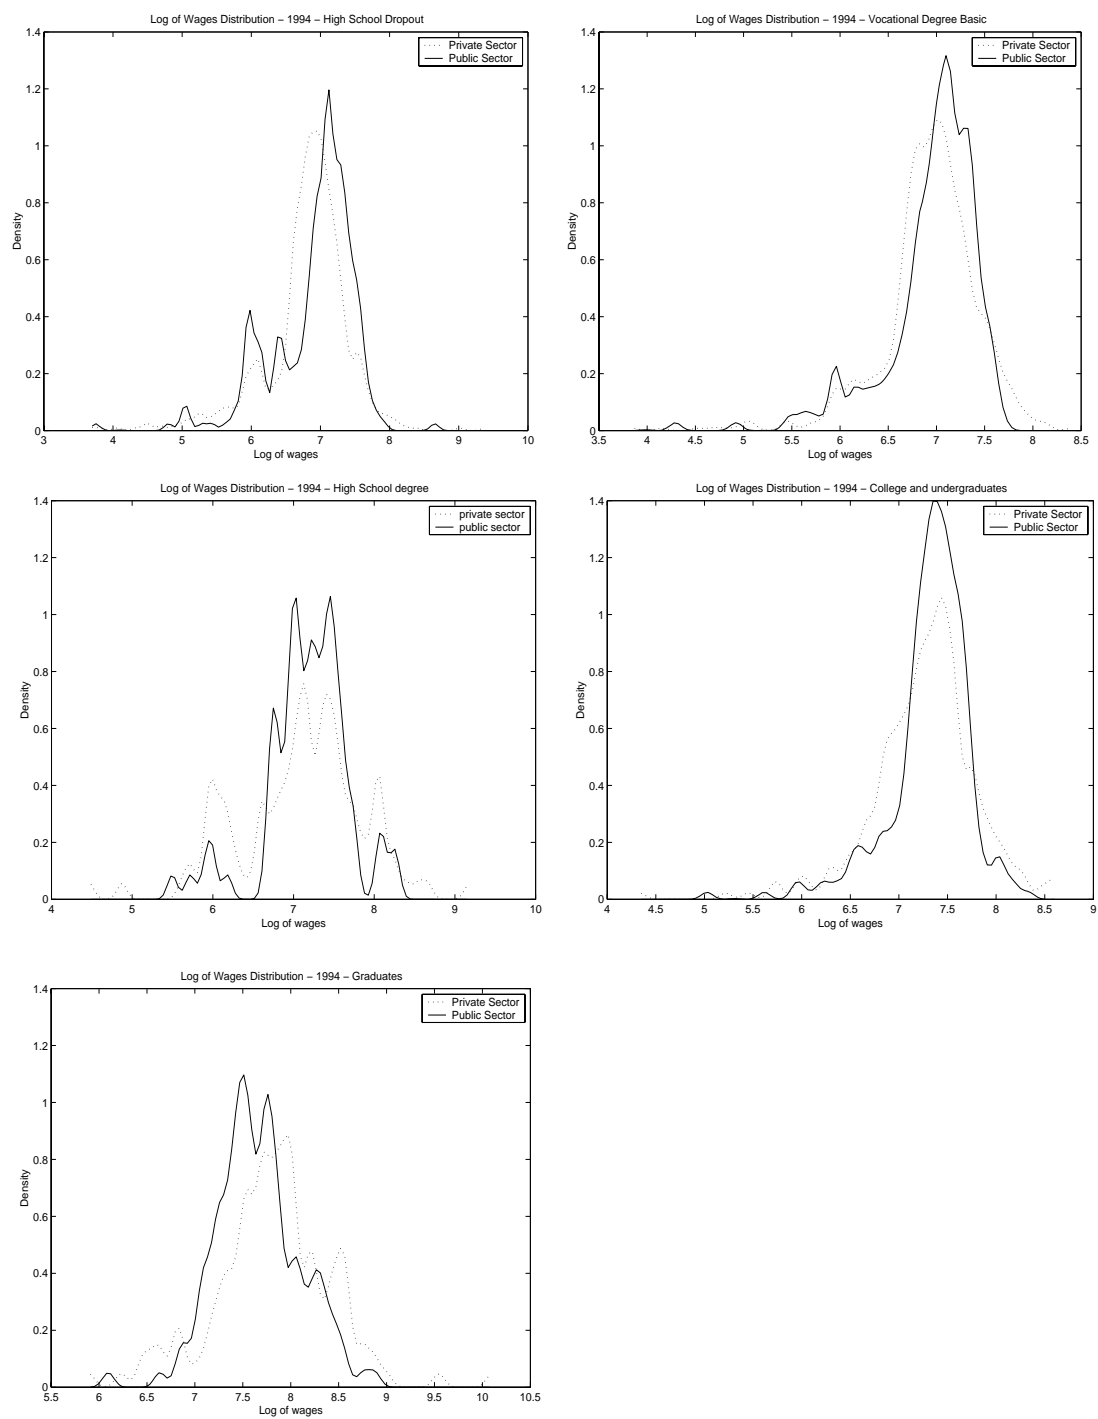 Log of Wages Distribution − 1994 − High School Dropout
1.4
Private Sector
Public Sector
1.2
1
0.8
Density
0.6
0.4
0.2
0
3 4 5 6 7 8 9 10
Log of wages
Log of Wages Distribution − 1994 − Vocational Degree Basic
1.4
Private Sector
Public Sector
1.2
1
0.8
Density
0.6
0.4
0.2
0
3.5 4 4.5 5 5.5 6 6.5 7 7.5 8 8.5
Log of wages
Log of Wages Distribution − 1994 − High School degree
1.4
private sector
public sector
1.2
1
0.8
Density
0.6
0.4
0.2
0
4 5 6 7 8 9 10
Log of wages
Log of Wages Distribution − 1994 − College and undergraduates
1.4
Private Sector
Public Sector
1.2
1
0.8
Density
0.6
0.4
0.2
0
4 4.5 5 5.5 6 6.5 7 7.5 8 8.5 9
Log of wages
Log of Wages Distribution − 1994 − Graduates
1.4
Private Sector
Public Sector
1.2
1
0.8
Density
0.6
0.4
0.2
0
5.5 6 6.5 7 7.5 8 8.5 9 9.5 10 10.5
Log of wages